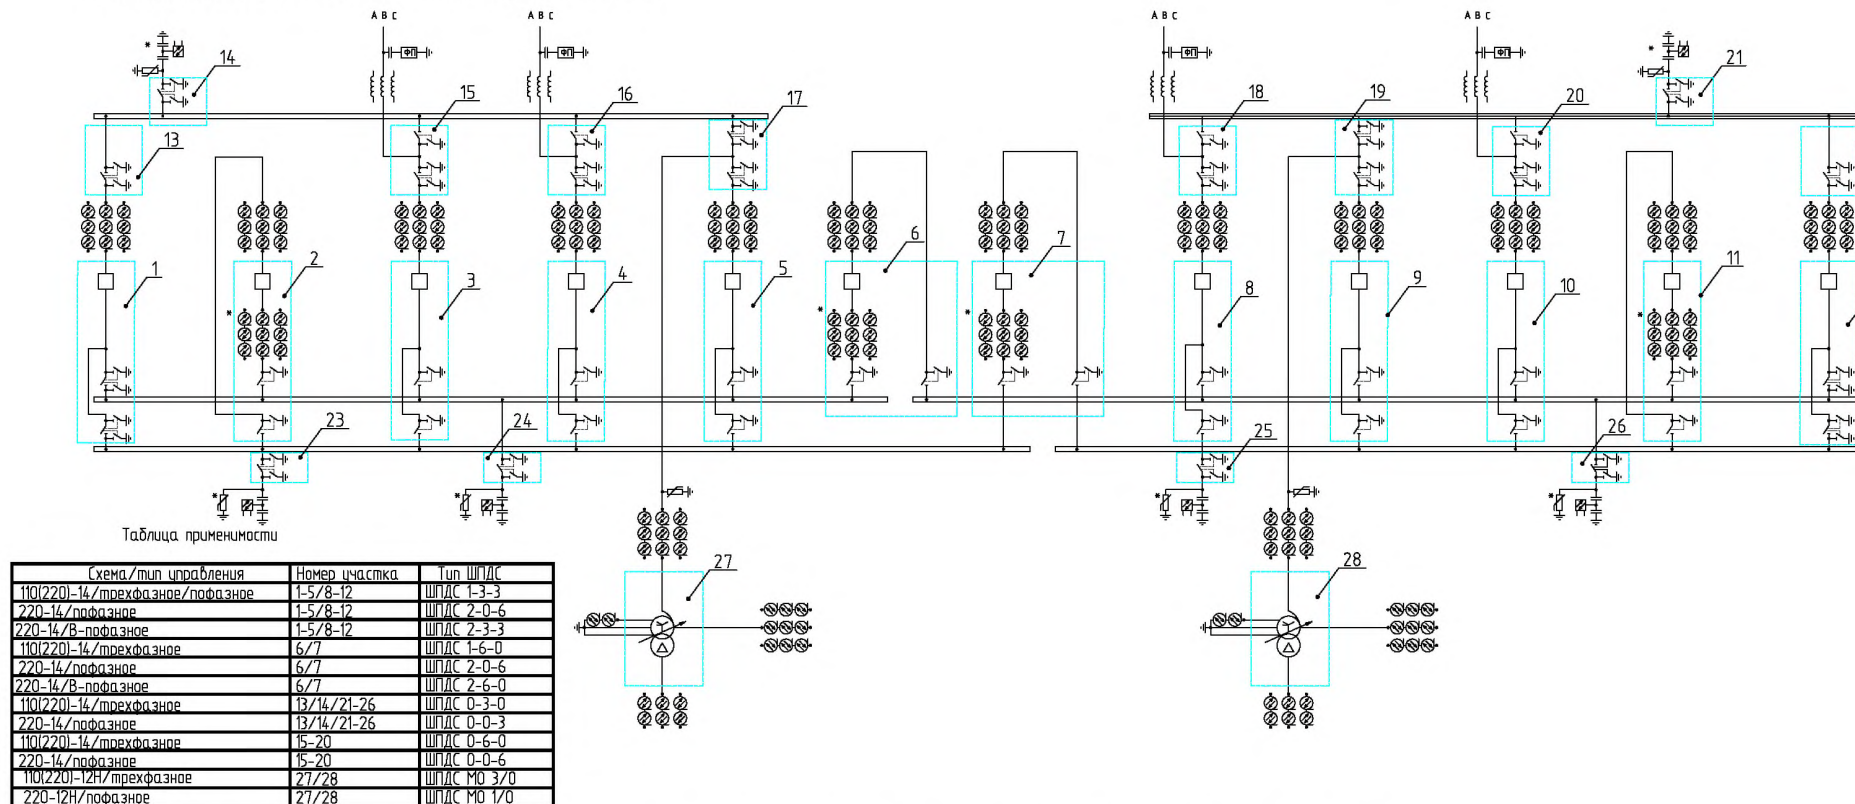 А В С
А В С
А В С
А В С
*
ФП
ФП
ФП
ФП
*
14
15
16
17
18
19
20
21
13
1
2
3
4
5
6
7
8
9
10
11
*
*
*
*
23
24
25
26
*
*
*
*
27
28
Таблица применимости
Схема/тип управления Номер участка Тип ШПДС
110(220)-14/трехфазное/пофазное 1-5/8-12 ШПДС 1-3-3
220-14/пофазное 1-5/8-12 ШПДС 2-0-6
220-14/В-пофазное 1-5/8-12 ШПДС 2-3-3
110(220)-14/трехфазное 6/7 ШПДС 1-6-0
220-14/пофазное 6/7 ШПДС 2-0-6
220-14/В-пофазное 6/7 ШПДС 2-6-0
110(220)-14/трехфазное 13/14/21-26 ШПДС 0-3-0
220-14/пофазное 13/14/21-26 ШПДС 0-0-3
110(220)-14/трехфазное 15-20 ШПДС 0-6-0
220-14/пофазное 15-20 ШПДС 0-0-6
110(220)-12Н/трехфазное 27/28 ШПДС МО 3/0
220-12Н/пофазное 27/28 ШПДС МО 1/0